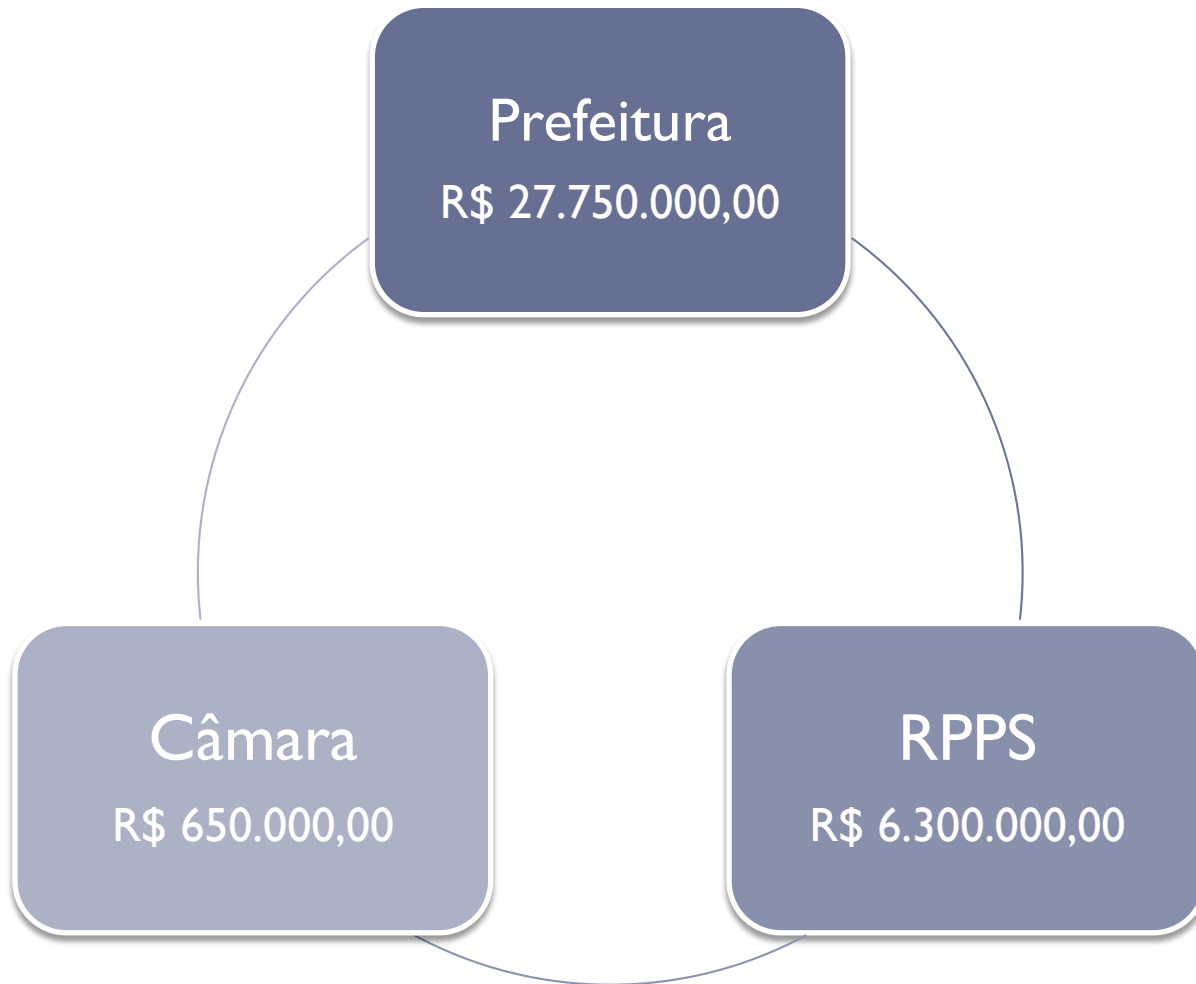 Prefeitura
R$ 27.750.000,00
Câmara
R$ 650.000,00
RPPS
R$ 6.300.000,00